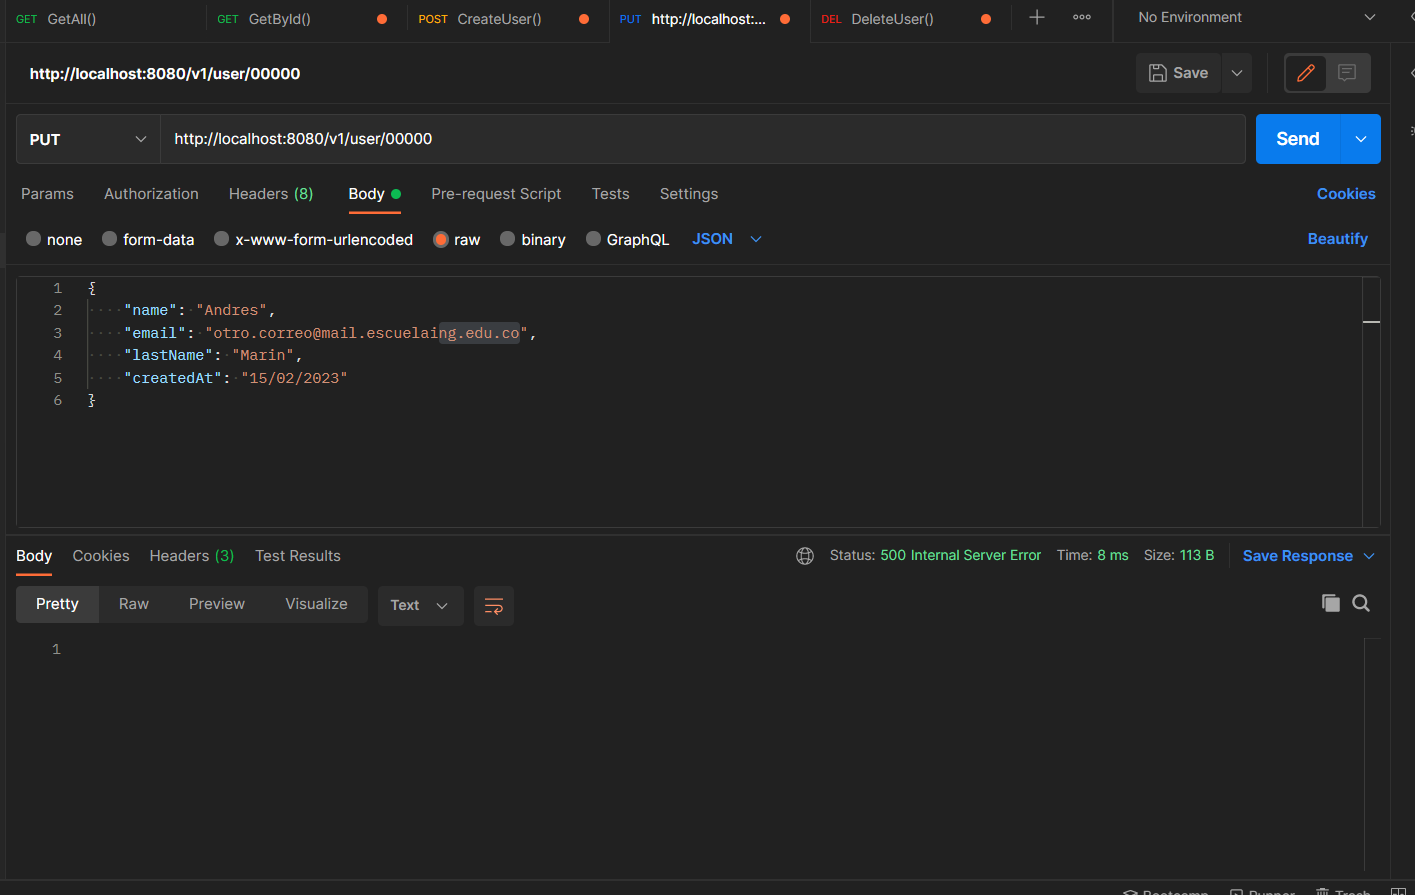 GET GetAll() GET GetById() POST CreateUser() PUT http://localhost:... DEL DeleteUser() No Environment
http://localhost:8080/v1/user/00000 Save
PUT http://localhost:8080/v1/user/00000 Send
Params Authorization Headers (8) Body Pre-request Script Tests Settings Cookies
none form-data x-www-form-urlencoded raw binary GraphQL JSON Beautify
1 {
2 "name": "Andres",
3 "email": "otro.correo@mail.escuelaing.edu.co",
4 "lastName": "Marin",
5 "createdAt": "15/02/2023"
6 }
Body Cookies Headers (3) Test Results Status: 500 Internal Server Error Time: 8 ms Size: 113 B Save Response
Pretty Raw Preview Visualize Text
1
Bootcamp Runner Trash